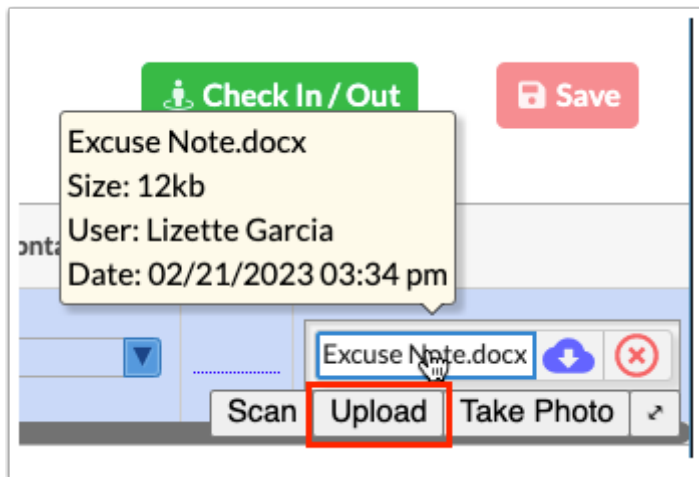 Check In / Out
Save
Excuse Note.docx
Size: 12kb
User: Lizette Garcia
Date: 02/21/2023 03:34 pm
Excuse Note.docx
Scan
Upload
Take Photo